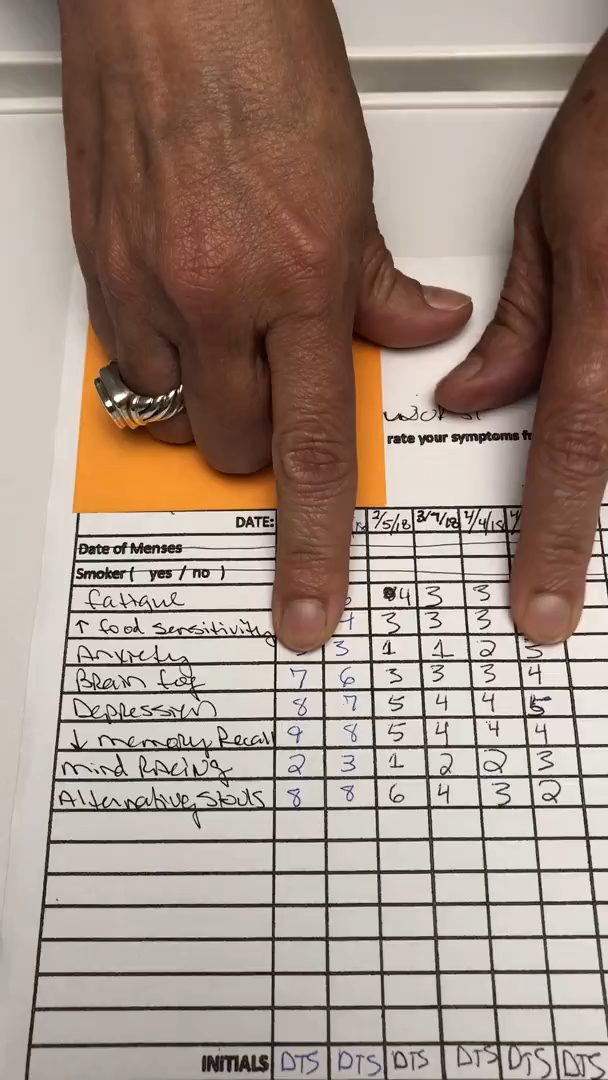 rate your symptoms
DATE: 2/5/18 3/7/18
Date of Menses
Smoker ( yes / no )
fatigue 4 3 3
↑ food sensitivity 4 3 3 3
Anxiety 3 1 1 2 3
Brain fog 7 6 3 3 3 4
Depression 8 7 5 4 4 5
↓ memory Recall 9 8 5 4 4 4
mind RACING 2 3 1 2 2 3
Alternative Stools 8 8 6 4 3 2
INITIALS DTS DTS DTS DTS DTS DTS